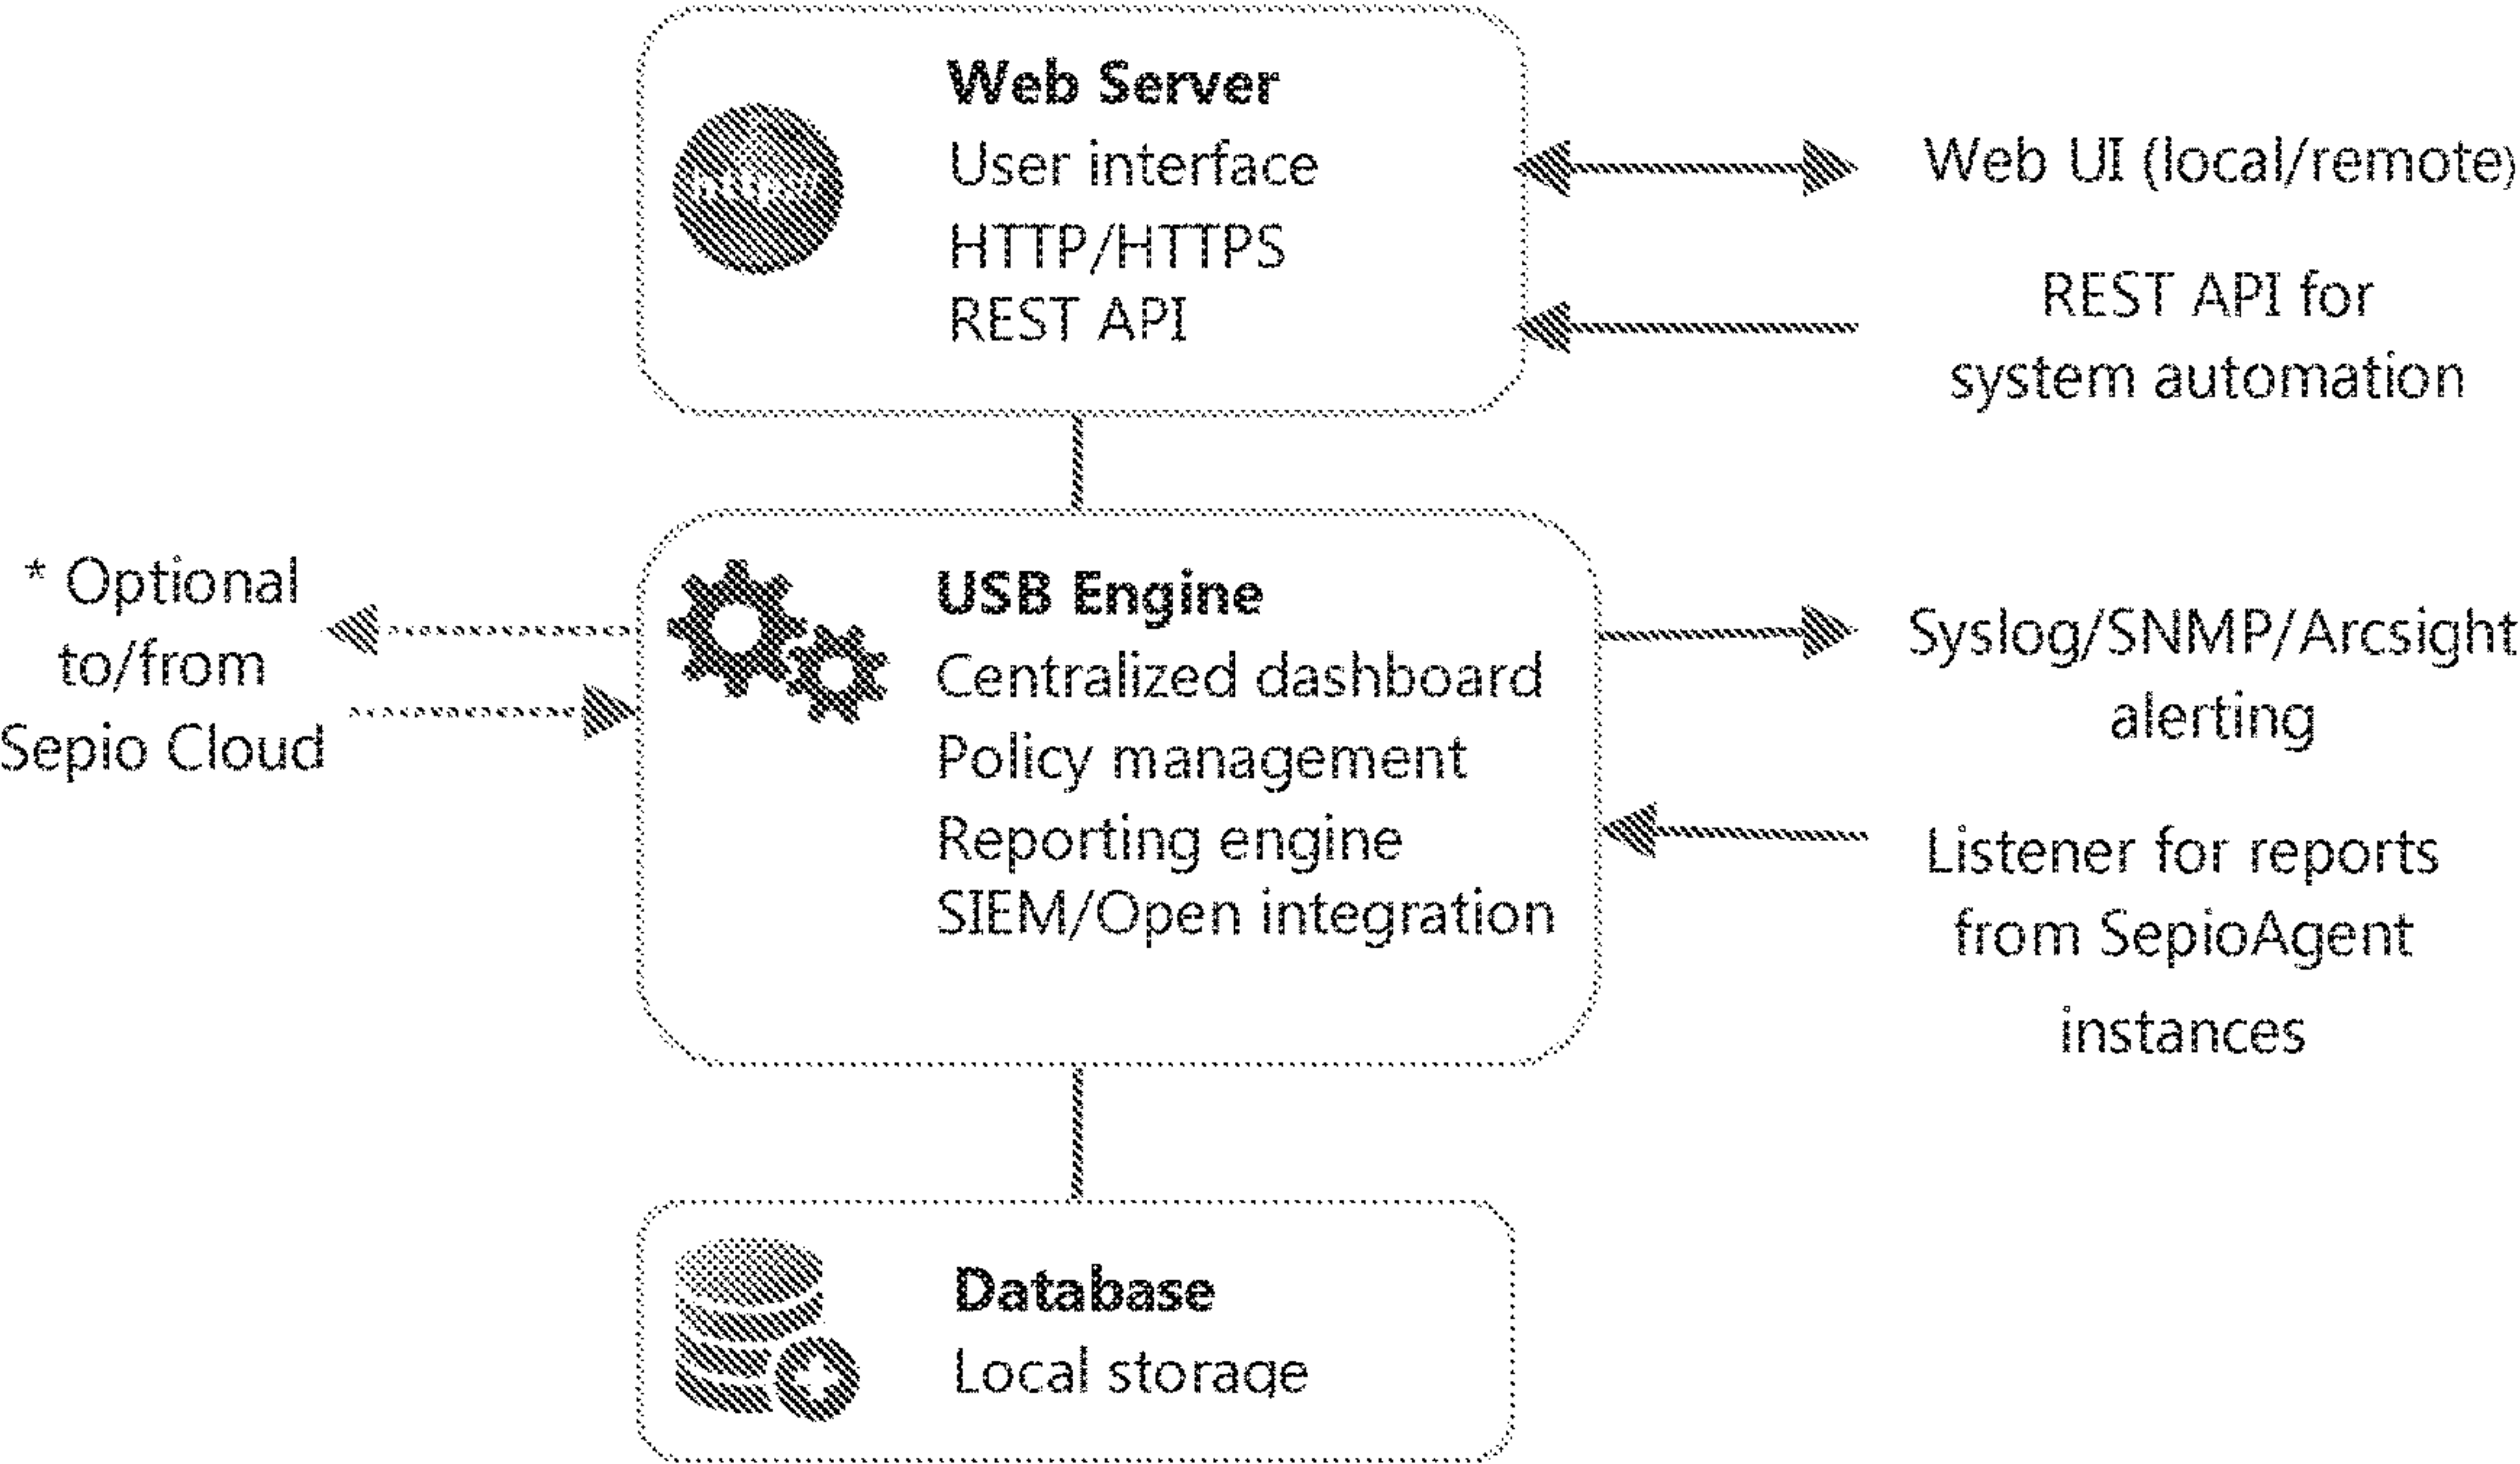 Web Server
User interface
HTTP/HTTPS
REST API
Web UI (local/remote)
REST API for
system automation
* Optional
to/from
Sepio Cloud
USB Engine
Centralized dashboard
Policy management
Reporting engine
SIEM/Open integration
Syslog/SNMP/Arcsight
alerting
Listener for reports
from SepioAgent
instances
Database
Local storage